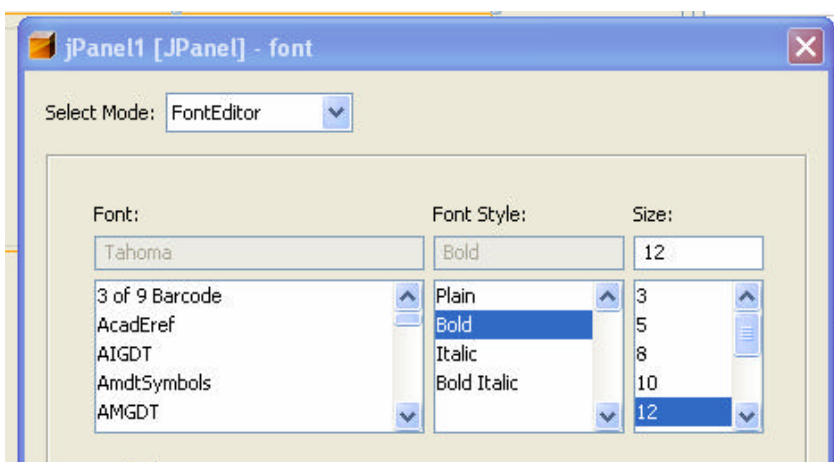 jPanel1 [JPanel] - font
Select Mode: FontEditor
Font: Font Style: Size:
Tahoma Bold 12
3 of 9 Barcode Plain 3
AcadEref Bold 5
AIGDT Italic 8
AmdtSymbols Bold Italic 10
AMGDT 12